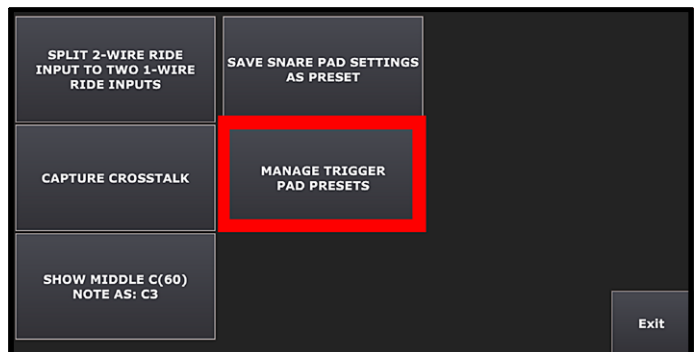 SPLIT 2-WIRE RIDE
INPUT TO TWO 1-WIRE
RIDE INPUTS
SAVE SNARE PAD SETTINGS
AS PRESET
CAPTURE CROSSTALK
MANAGE TRIGGER
PAD PRESETS
SHOW MIDDLE C(60)
NOTE AS: C3
Exit